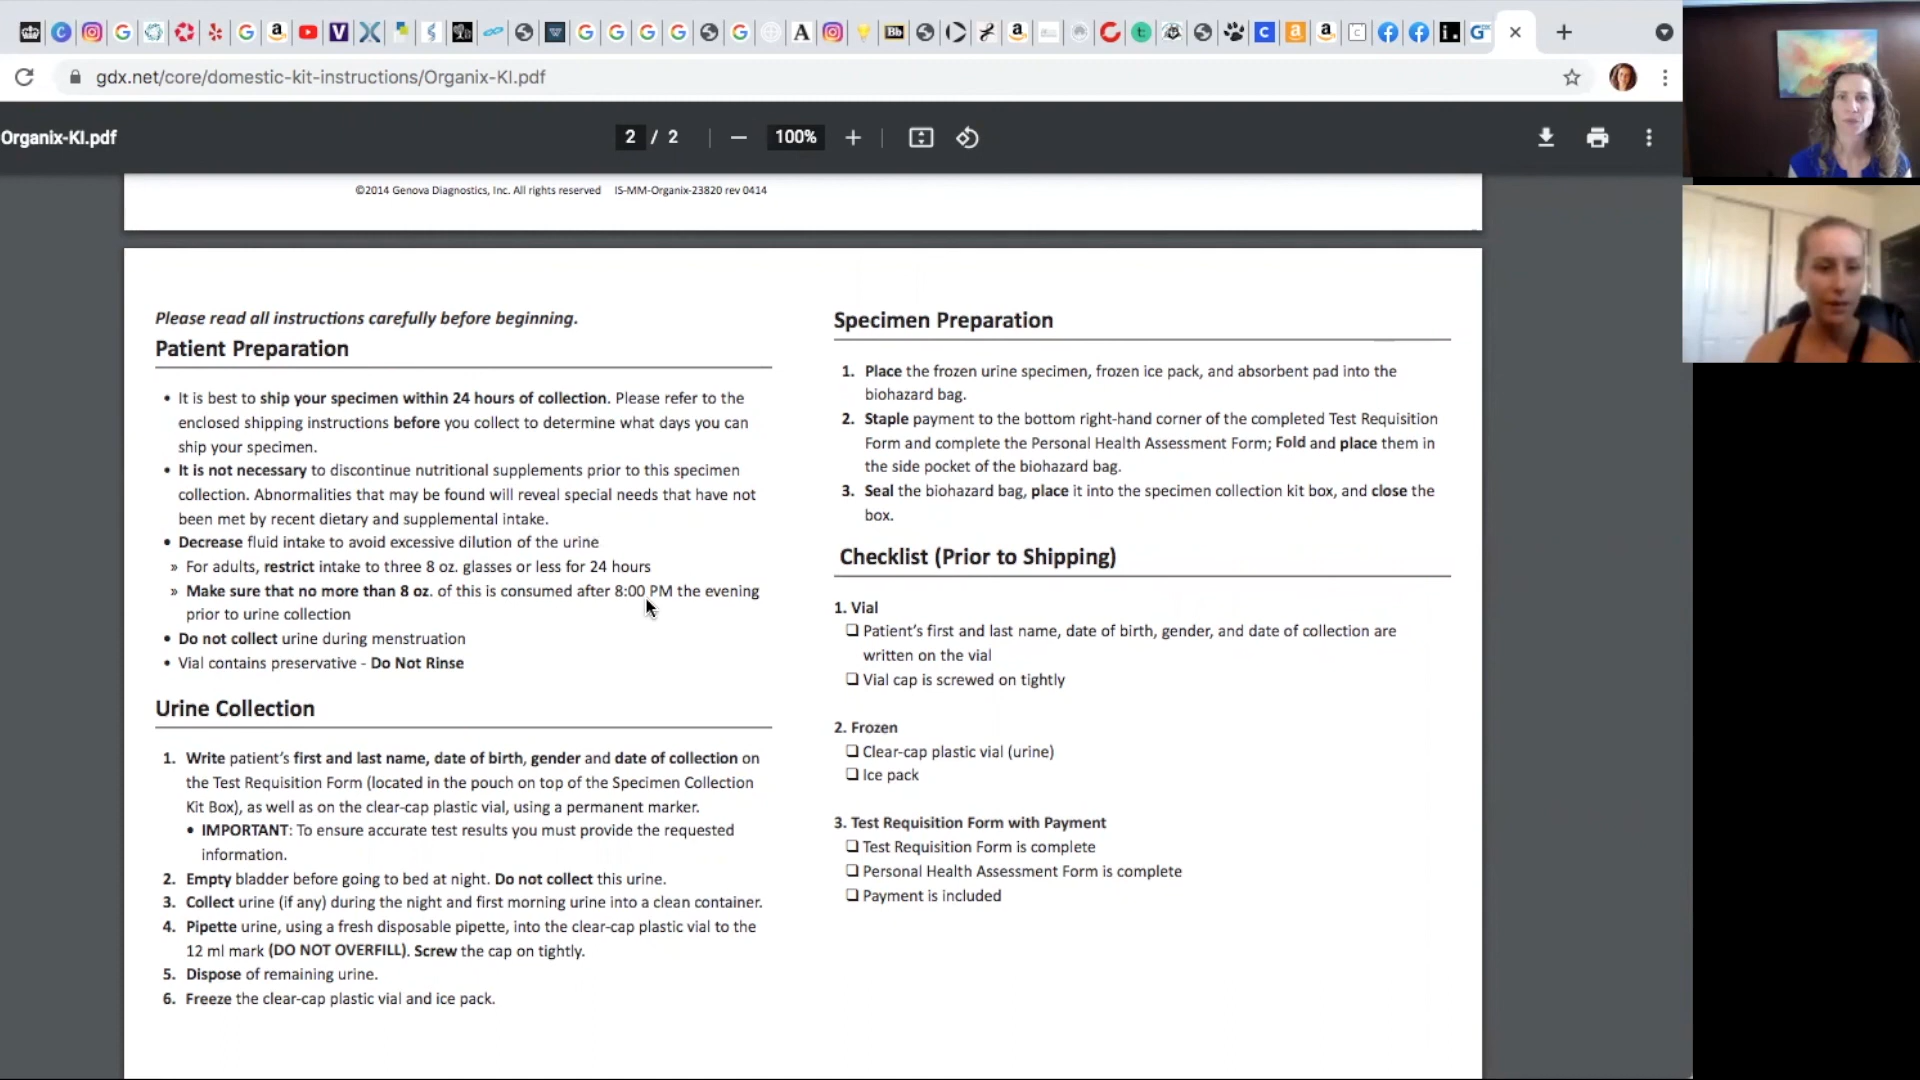 gdx.net/core/domestic-kit-instructions/Organix-KI.pdf
Organix-KI.pdf
2 / 2
100%
©2014 Genova Diagnostics, Inc. All rights reserved IS-MM-Organix-23820 rev 0414
Please read all instructions carefully before beginning.
Patient Preparation
• It is best to ship your specimen within 24 hours of collection. Please refer to the
enclosed shipping instructions before you collect to determine what days you can
ship your specimen.
• It is not necessary to discontinue nutritional supplements prior to this specimen
collection. Abnormalities that may be found will reveal special needs that have not
been met by recent dietary and supplemental intake.
• Decrease fluid intake to avoid excessive dilution of the urine
» For adults, restrict intake to three 8 oz. glasses or less for 24 hours
» Make sure that no more than 8 oz. of this is consumed after 8:00 PM the evening
prior to urine collection
• Do not collect urine during menstruation
• Vial contains preservative - Do Not Rinse
Urine Collection
1. Write patient's first and last name, date of birth, gender and date of collection on
the Test Requisition Form (located in the pouch on top of the Specimen Collection
Kit Box), as well as on the clear-cap plastic vial, using a permanent marker.
• IMPORTANT: To ensure accurate test results you must provide the requested
information.
2. Empty bladder before going to bed at night. Do not collect this urine.
3. Collect urine (if any) during the night and first morning urine into a clean container.
4. Pipette urine, using a fresh disposable pipette, into the clear-cap plastic vial to the
12 ml mark (DO NOT OVERFILL). Screw the cap on tightly.
5. Dispose of remaining urine.
6. Freeze the clear-cap plastic vial and ice pack.
Specimen Preparation
1. Place the frozen urine specimen, frozen ice pack, and absorbent pad into the
biohazard bag.
2. Staple payment to the bottom right-hand corner of the completed Test Requisition
Form and complete the Personal Health Assessment Form; Fold and place them in
the side pocket of the biohazard bag.
3. Seal the biohazard bag, place it into the specimen collection kit box, and close the
box.
Checklist (Prior to Shipping)
1. Vial
❏ Patient's first and last name, date of birth, gender, and date of collection are
written on the vial
❏ Vial cap is screwed on tightly
2. Frozen
❏ Clear-cap plastic vial (urine)
❏ Ice pack
3. Test Requisition Form with Payment
❏ Test Requisition Form is complete
❏ Personal Health Assessment Form is complete
❏ Payment is included